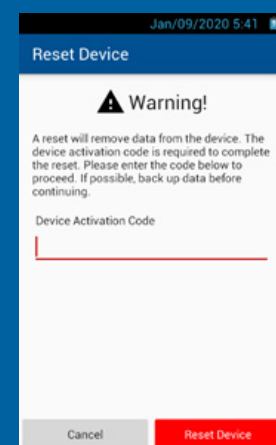 Jan/09/2020 5:41
Reset Device
Warning!
A reset will remove data from the device. The
device activation code is required to complete
the reset. Please enter the code below to
proceed. If possible, back up data before
continuing.
Device Activation Code
Cancel Reset Device